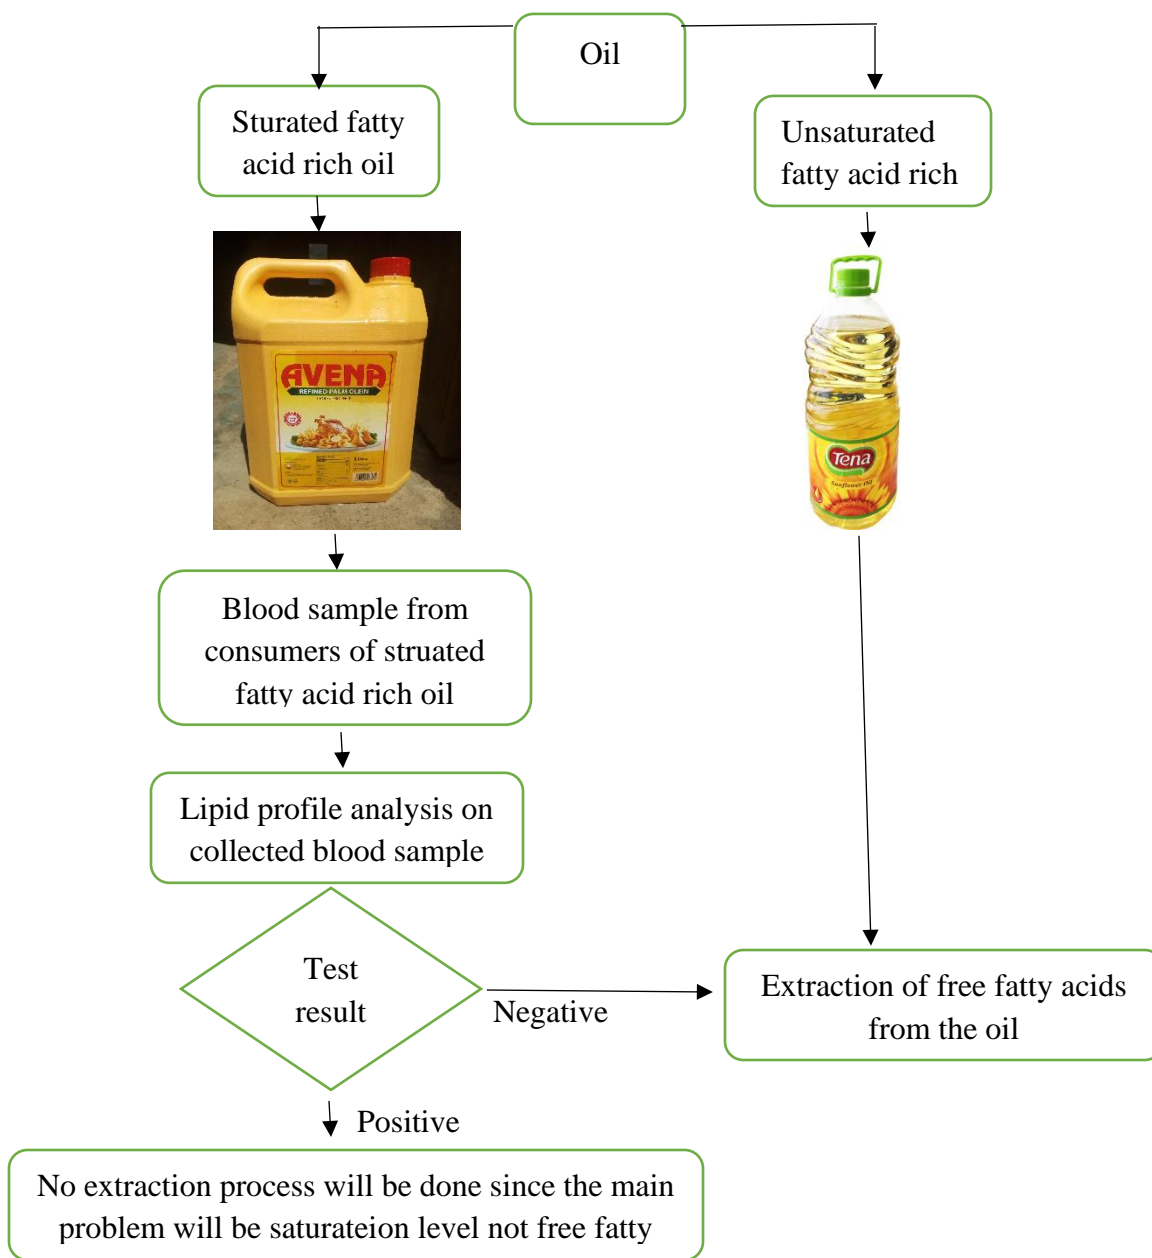 Oil
Sturated fatty
acid rich oil
Unsaturated
fatty acid rich
AVENA
REFINED PALM OLEIN
Tena
Sunflower Oil
Blood sample from
consumers of struated
fatty acid rich oil
Lipid profile analysis on
collected blood sample
Test
result
Negative
Extraction of free fatty acids
from the oil
Positive
No extraction process will be done since the main
problem will be saturateion level not free fatty